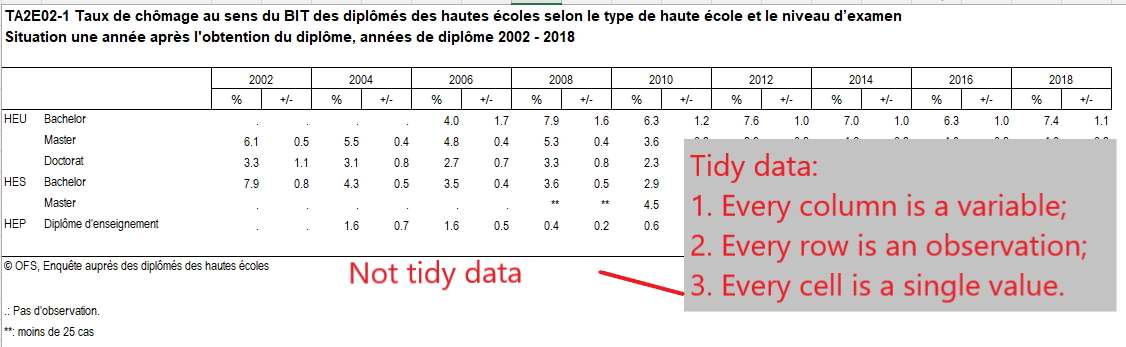 TA2E02-1 Taux de chômage au sens du BIT des diplômés des hautes écoles selon le type de haute école et le niveau d'examen
Situation une année après l'obtention du diplôme, années de diplôme 2002 - 2018
2002 2004 2006 2008 2010 2012 2014 2016 2018
% +/- % +/- % +/- % +/- % +/- % +/- % +/- % +/- % +/-
HEU Bachelor . . . . 4.0 1.7 7.9 1.6 6.3 1.2 7.6 1.0 7.0 1.0 6.3 1.0 7.4 1.1
Master 6.1 0.5 5.5 0.4 4.8 0.4 5.3 0.4 3.6
Doctorat 3.3 1.1 3.1 0.8 2.7 0.7 3.3 0.8 2.3
HES Bachelor 7.9 0.8 4.3 0.5 3.5 0.4 3.6 0.5 2.9
Master . . . . . . ** ** 4.5
HEP Diplôme d'enseignement . . 1.6 0.7 1.6 0.5 0.4 0.2 0.6
Tidy data:
1. Every column is a variable;
2. Every row is an observation;
3. Every cell is a single value.
© OFS, Enquête auprès des diplômés des hautes écoles
Not tidy data
.: Pas d'observation.
**: moins de 25 cas